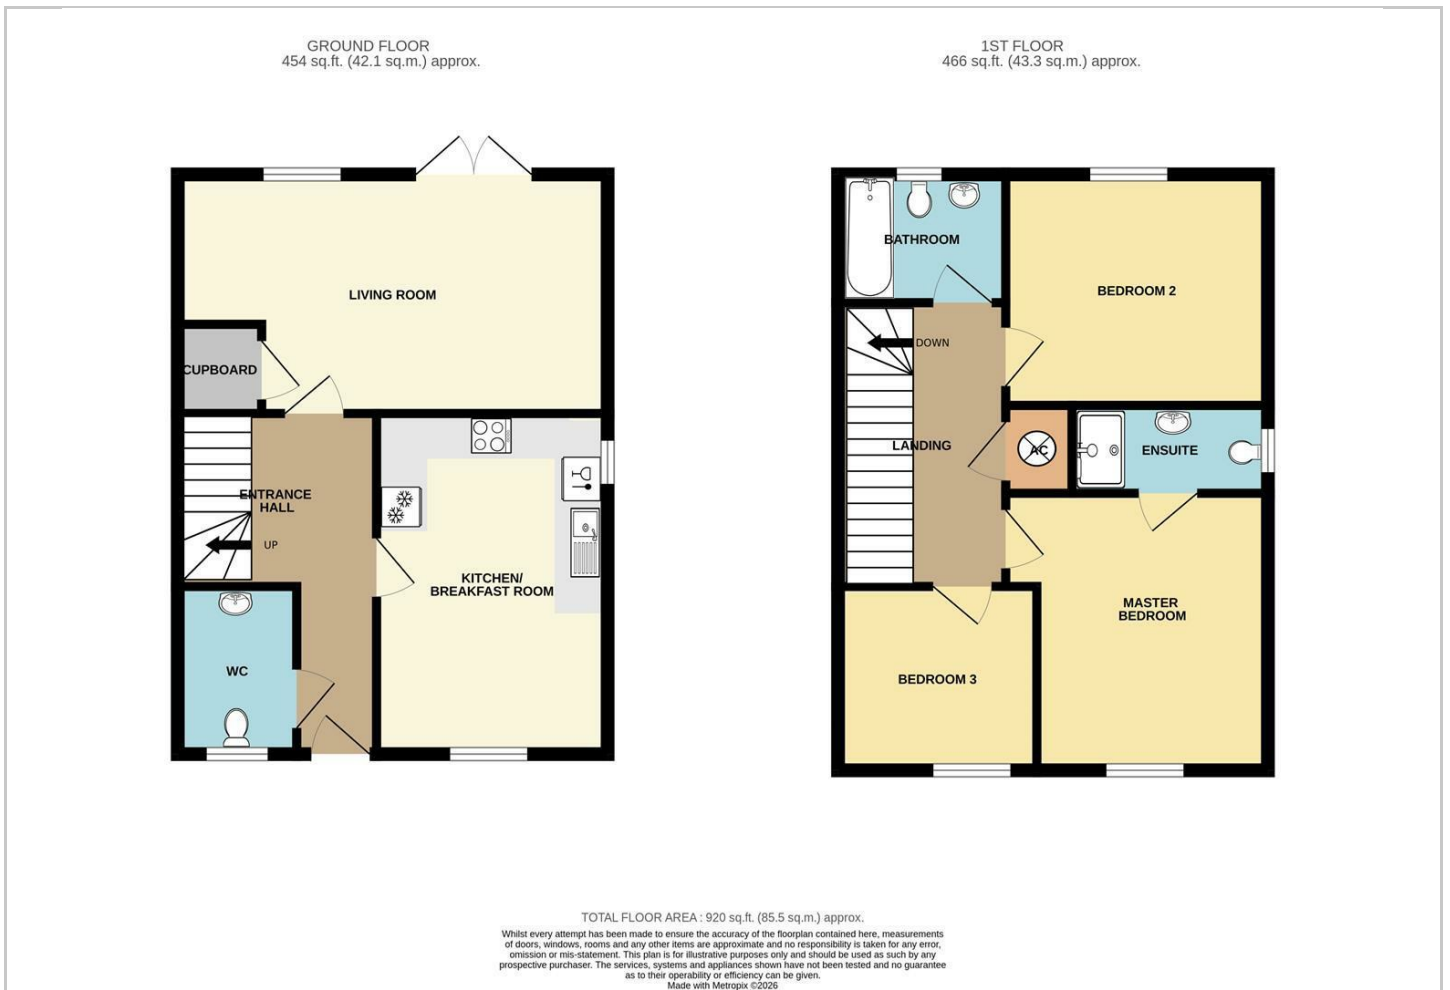 GROUND FLOOR
454 sq.ft. (42.1 sq.m.) approx.
1ST FLOOR
466 sq.ft. (43.3 sq.m.) approx.
LIVING ROOM
CUPBOARD
ENTRANCE
HALL
UP
KITCHEN/
BREAKFAST ROOM
WC
BATHROOM
BEDROOM 2
DOWN
LANDING
AC
ENSUITE
MASTER
BEDROOM
BEDROOM 3
TOTAL FLOOR AREA : 920 sq.ft. (85.5 sq.m.) approx.
Whilst every attempt has been made to ensure the accuracy of the floorplan contained here, measurements
of doors, windows, rooms and any other items are approximate and no responsibility is taken for any error,
omission or mis-statement. This plan is for illustrative purposes only and should be used as such by any
prospective purchaser. The services, systems and appliances shown have not been tested and no guarantee
as to their operability or efficiency can be given.
Made with Metropix ©2026